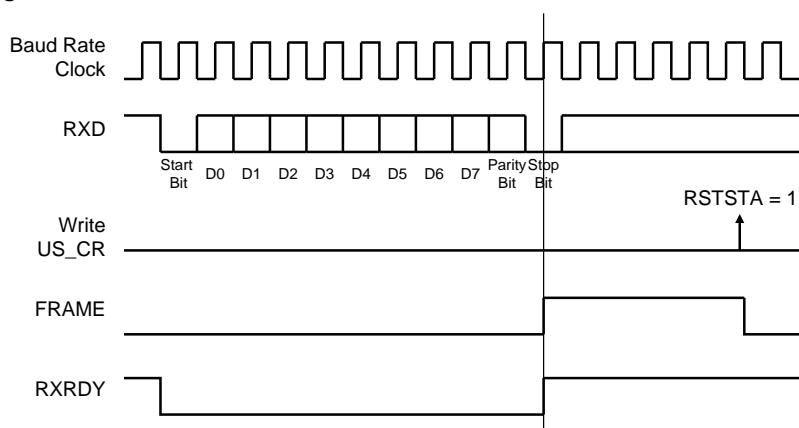 Baud Rate
Clock
RXD
Start
Bit
D0 D1 D2 D3 D4 D5 D6 D7
Parity
Bit
Stop
Bit
RSTSTA = 1
Write
US_CR
FRAME
RXRDY